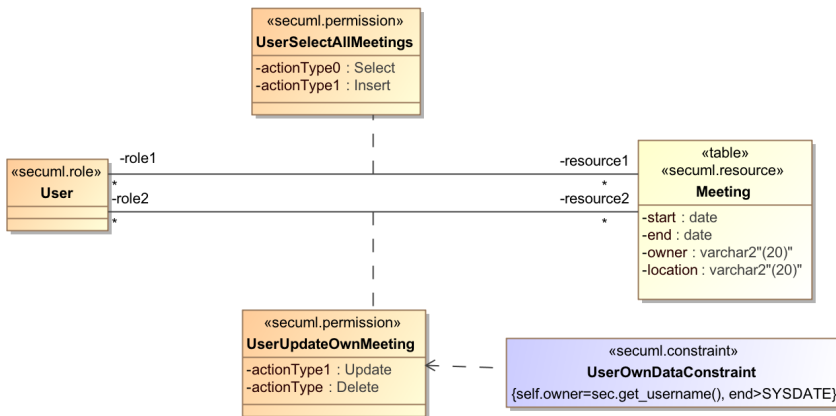 «secuml.permission»
UserSelectAllMeetings
-actionType0 : Select
-actionType1 : Insert
-role1
-resource1
*
*
«secuml.role»
User
-role2
-resource2
*
*
«table»
«secuml.resource»
Meeting
-start : date
-end : date
-owner : varchar2"(20)"
-location : varchar2"(20)"
«secuml.permission»
UserUpdateOwnMeeting
-actionType1 : Update
-actionType : Delete
«secuml.constraint»
UserOwnDataConstraint
{self.owner=sec.get_username(), end>SYSDATE}